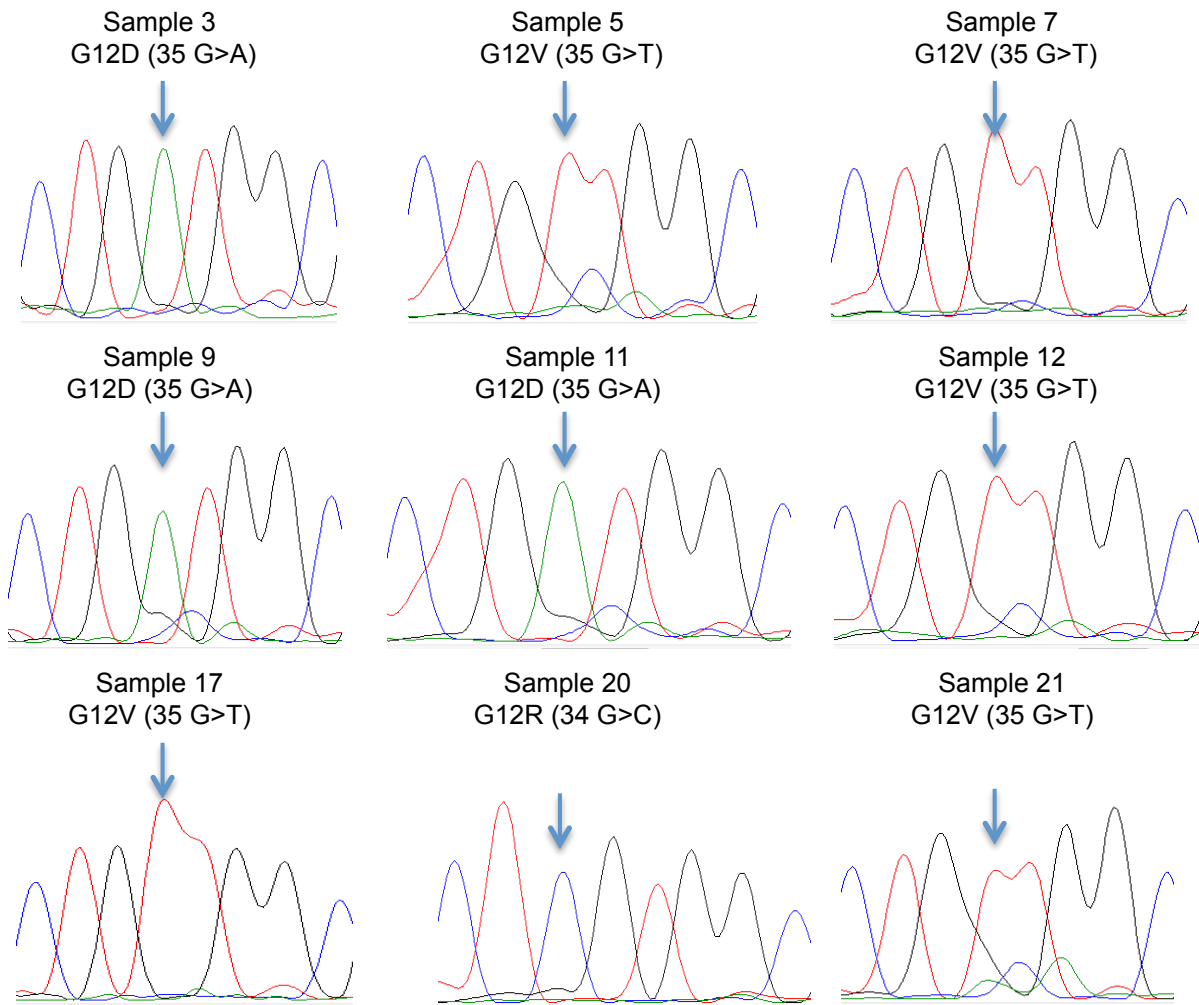 Sample 3
G12D (35 G>A)
Sample 5
G12V (35 G>T)
Sample 7
G12V (35 G>T)
Sample 9
G12D (35 G>A)
Sample 11
G12D (35 G>A)
Sample 12
G12V (35 G>T)
Sample 17
G12V (35 G>T)
Sample 20
G12R (34 G>C)
Sample 21
G12V (35 G>T)